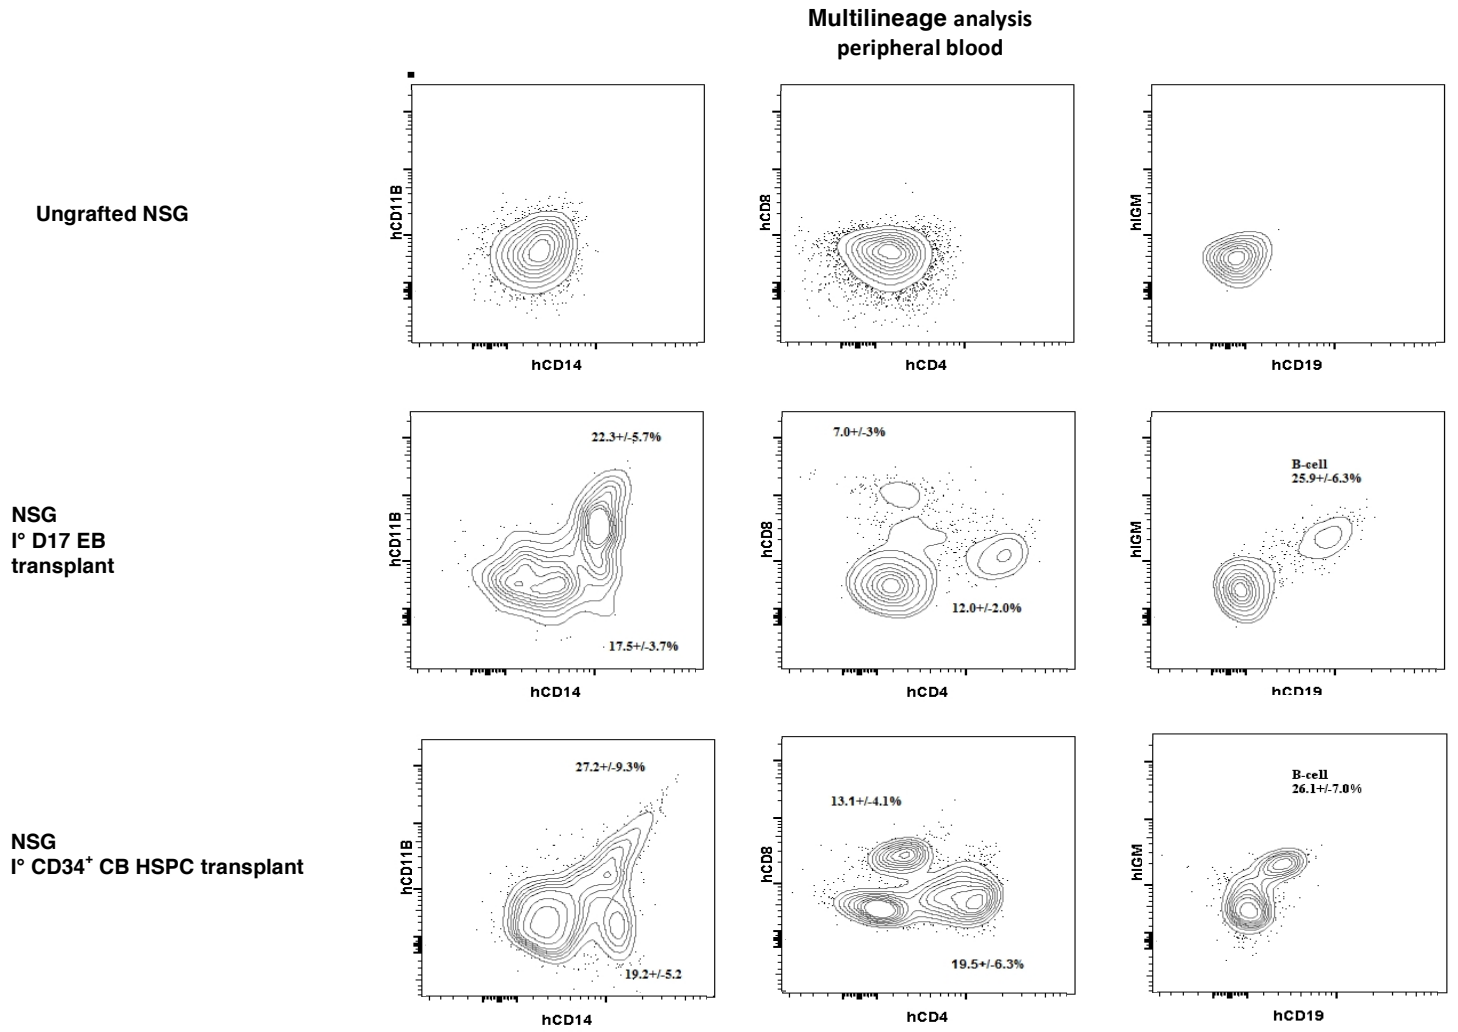 Multilineage analysis
peripheral blood
Ungrafted NSG
hCD11B
hCD14
hCD8
hCD4
hIGM
hCD19
NSG
I° D17 EB
transplant
22.3+/-5.7%
17.5+/-3.7%
hCD11B
hCD14
7.0+/-3%
12.0+/-2.0%
hCD8
hCD4
B-cell
25.9+/-6.3%
hIGM
hCD19
NSG
I° CD34⁺ CB HSPC transplant
27.2+/-9.3%
19.2+/-5.2
hCD11B
hCD14
13.1+/-4.1%
19.5+/-6.3%
hCD8
hCD4
B-cell
26.1+/-7.0%
hIGM
hCD19